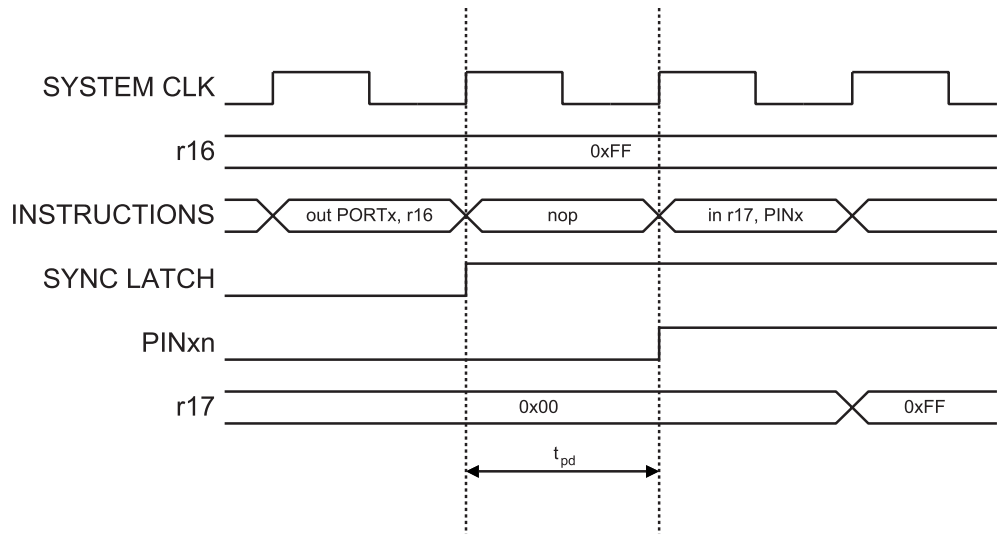 SYSTEM CLK
r16
0xFF
INSTRUCTIONS
out PORTx, r16
nop
in r17, PINx
SYNC LATCH
PINxn
r17
0x00
0xFF
tpd